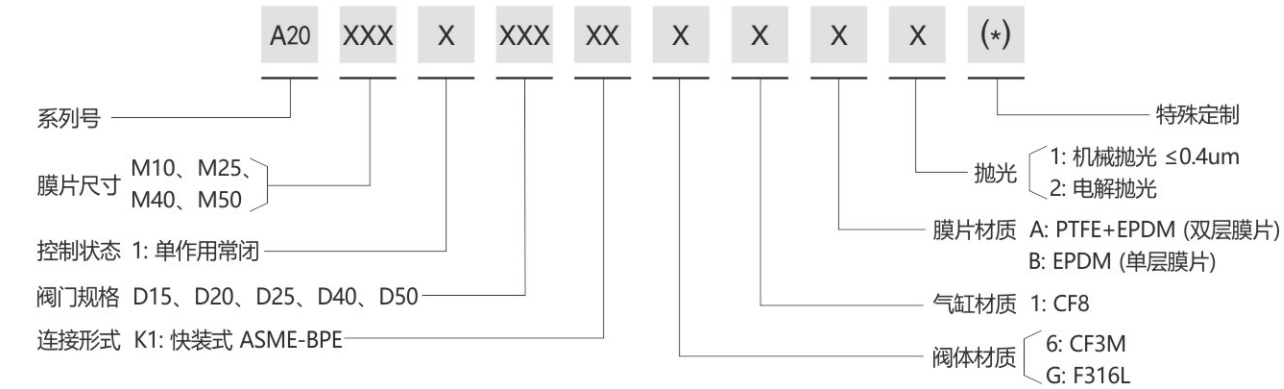 A20 XXX X XXX XX X X X X (*)
系列号
膜片尺寸 M10、M25、
M40、M50
控制状态 1: 单作用常闭
阀门规格 D15、D20、D25、D40、D50
连接形式 K1: 快装式 ASME-BPE
特殊定制
抛光 1: 机械抛光 ≤0.4um
2: 电解抛光
膜片材质 A: PTFE+EPDM (双层膜片)
B: EPDM (单层膜片)
气缸材质 1: CF8
阀体材质 6: CF3M
G: F316L